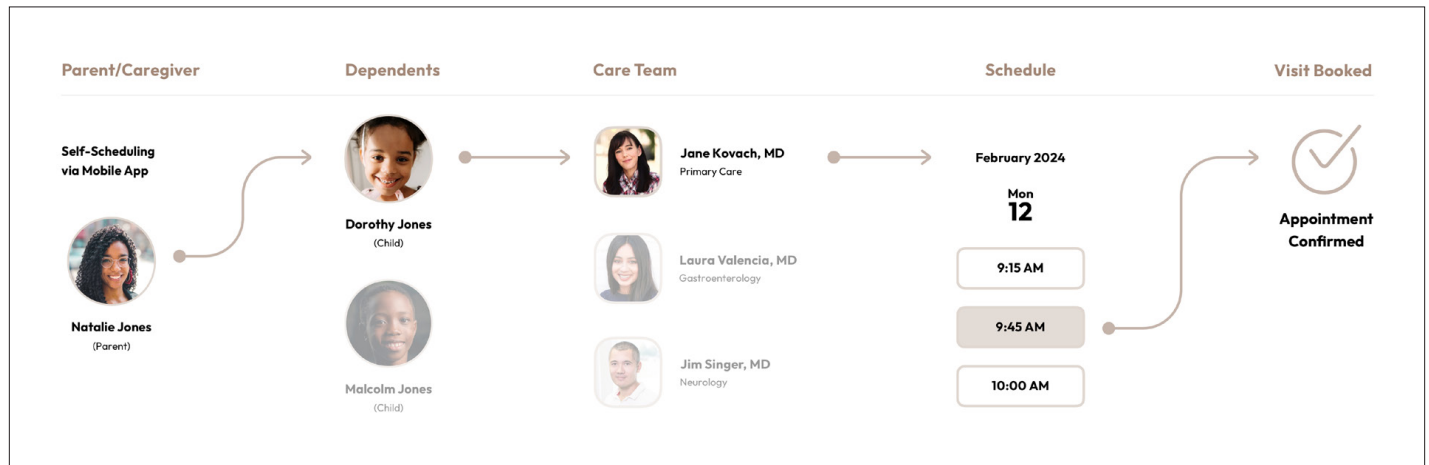 Parent/Caregiver
Dependents
Care Team
Schedule
Visit Booked
Self-Scheduling
via Mobile App
Natalie Jones
(Parent)
Dorothy Jones
(Child)
Malcolm Jones
(Child)
Jane Kovach, MD
Primary Care
Laura Valencia, MD
Gastroenterology
Jim Singer, MD
Neurology
February 2024
Mon
12
9:15 AM
9:45 AM
10:00 AM
Appointment
Confirmed